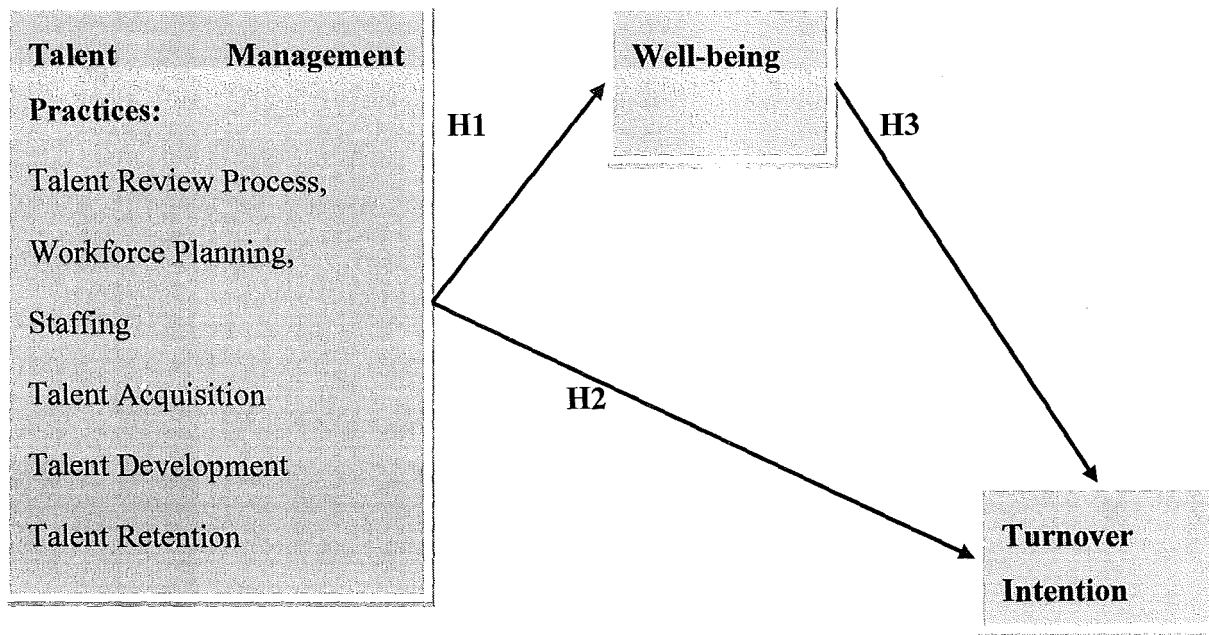 Talent Management
Practices:
Talent Review Process,
Workforce Planning,
Staffing
Talent Acquisition
Talent Development
Talent Retention
H1
Well-being
H3
H2
Turnover
Intention